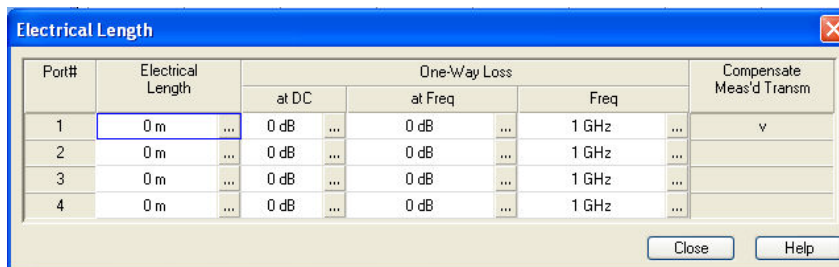 Electrical Length
Port# Electrical Length One-Way Loss Compensate Meas'd Transm
at DC at Freq Freq
1 0 m ... 0 dB ... 0 dB ... 1 GHz ... v
2 0 m ... 0 dB ... 0 dB ... 1 GHz ...
3 0 m ... 0 dB ... 0 dB ... 1 GHz ...
4 0 m ... 0 dB ... 0 dB ... 1 GHz ...
Close Help